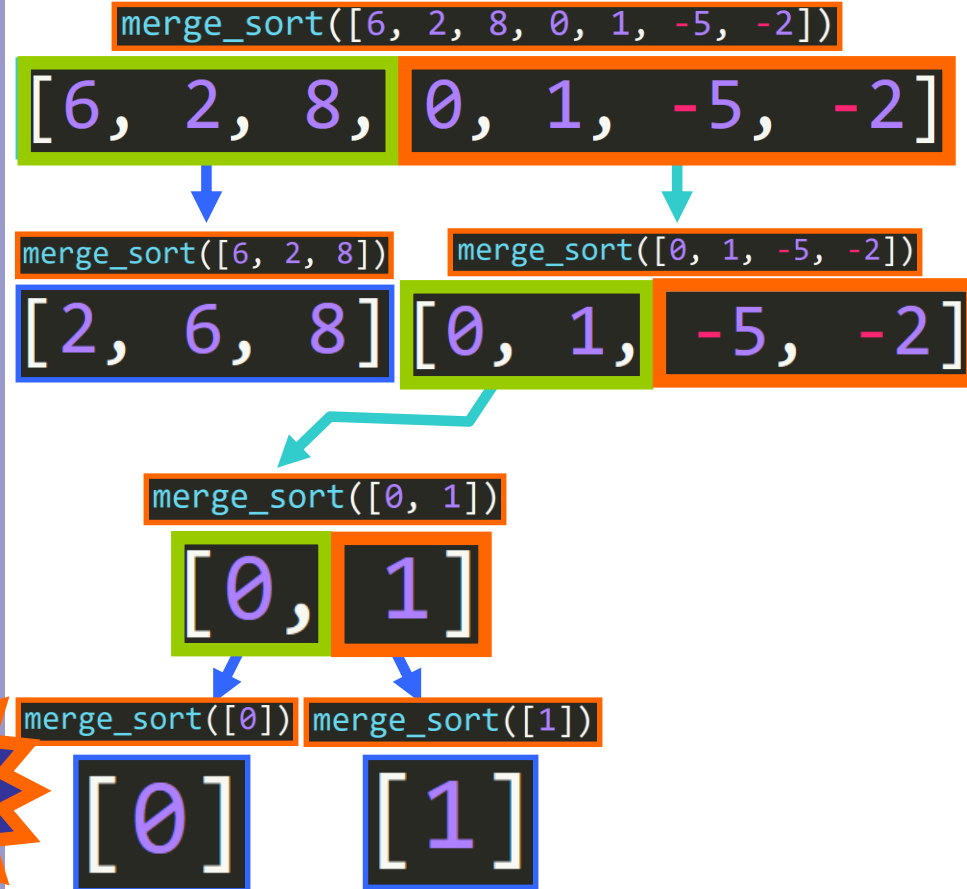 merge_sort([6, 2, 8, 0, 1, -5, -2])
[6, 2, 8, 0, 1, -5, -2]
merge_sort([6, 2, 8])
merge_sort([0, 1, -5, -2])
[2, 6, 8]
[0, 1, -5, -2]
merge_sort([0, 1])
[0, 1]
merge_sort([0])
merge_sort([1])
[0]
[1]